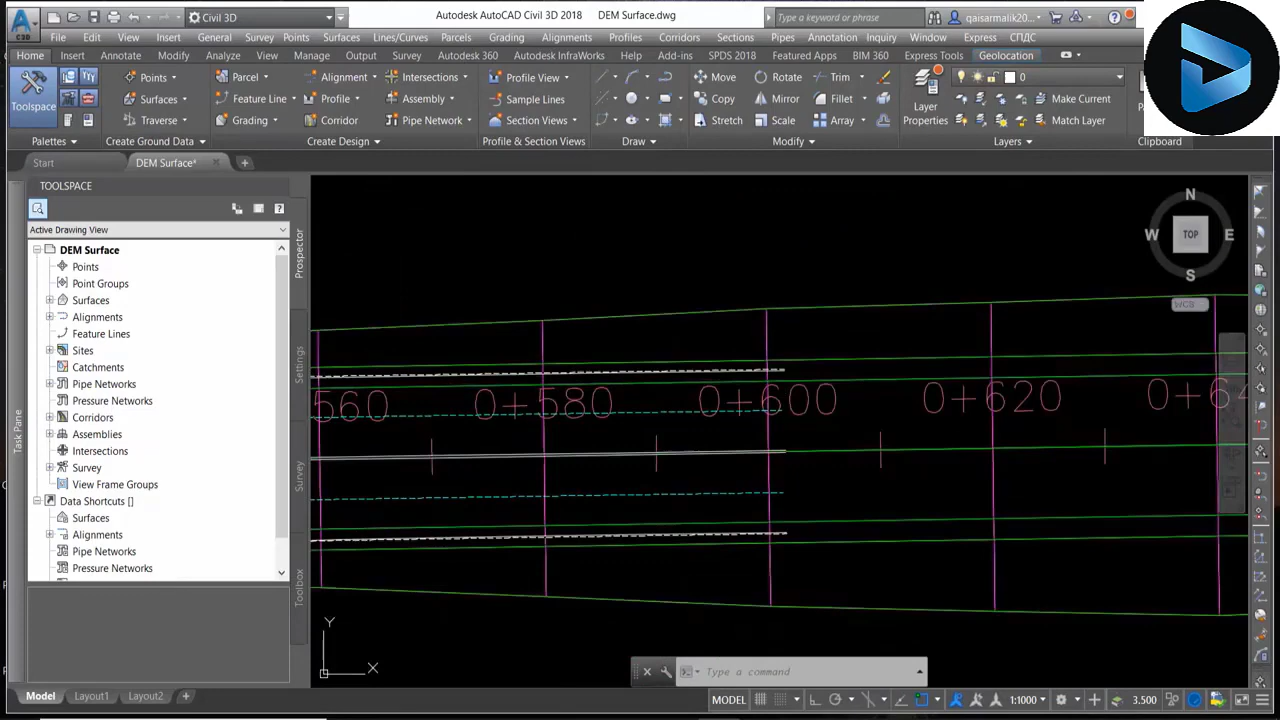 Civil 3D
Autodesk AutoCAD Civil 3D 2018 DEM Surface.dwg
Type a keyword or phrase
qaisarmalik20...
C3D
File Edit View Insert General Survey Points Surfaces Lines/Curves Parcels Grading Alignments Profiles Corridors Sections Pipes Annotation Inquiry Window Express СПДС
Home Insert Annotate Modify Analyze View Manage Output Survey Autodesk 360 Autodesk InfraWorks Help Add-ins SPDS 2018 Featured Apps BIM 360 Express Tools Geolocation
Points Parcel Alignment Intersections Profile View Move Rotate Trim 0
Toolspace Surfaces Feature Line Profile Assembly Sample Lines Copy Mirror Fillet Layer Properties Make Current
Traverse Grading Corridor Pipe Network Section Views Stretch Scale Array Match Layer
Palettes Create Ground Data Create Design Profile & Section Views Draw Modify Layers Clipboard
Start DEM Surface*
TOOLSPACE
Active Drawing View
DEM Surface
Points
Point Groups
Surfaces
Alignments
Feature Lines
Sites
Catchments
Pipe Networks
Pressure Networks
Corridors
Assemblies
Intersections
Survey
View Frame Groups
Data Shortcuts []
Surfaces
Alignments
Pipe Networks
Pressure Networks
Task Pane
Prospector
Settings
Survey
Toolbox
N
W TOP E
S
WCS
560 0+580 0+600 0+620 0+64
Y
X
Type a command
Model Layout1 Layout2
MODEL 1:1000 3.500